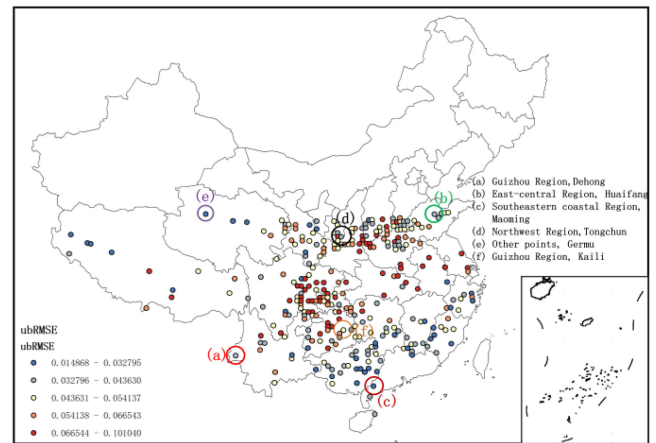 (e)
(b)
(d)
(a) Guizhou Region,Dehong
(b) East-central Region, Huaifang
(c) Southeastern coastal Region,
Maoming
(d) Northwest Region,Tongchun
(e) Other points, Germu
(f) Guizhou Region, Kaili
(f)
(a)
(c)
ubRMSE
ubRMSE
0.014868 - 0.032795
0.032796 - 0.043630
0.043631 - 0.054137
0.054138 - 0.066543
0.066544 - 0.101040